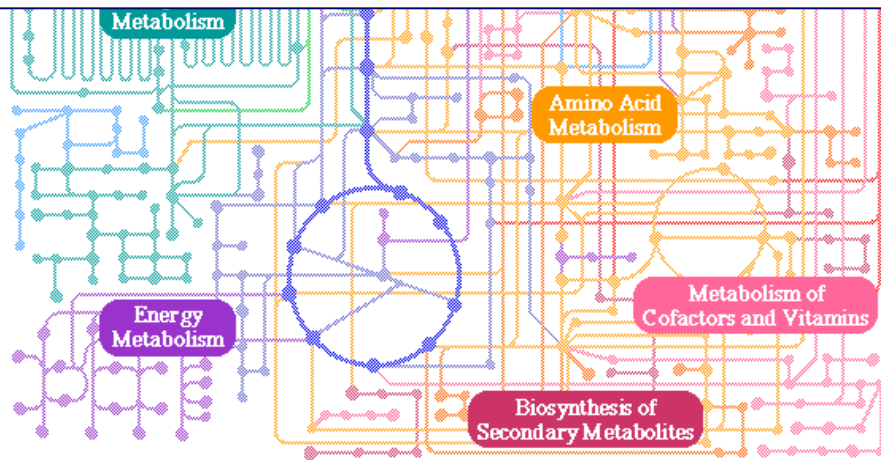 Metabolism
Amino Acid
Metabolism
Metabolism of
Cofactors and Vitamins
Energy
Metabolism
Biosynthesis of
Secondary Metabolites